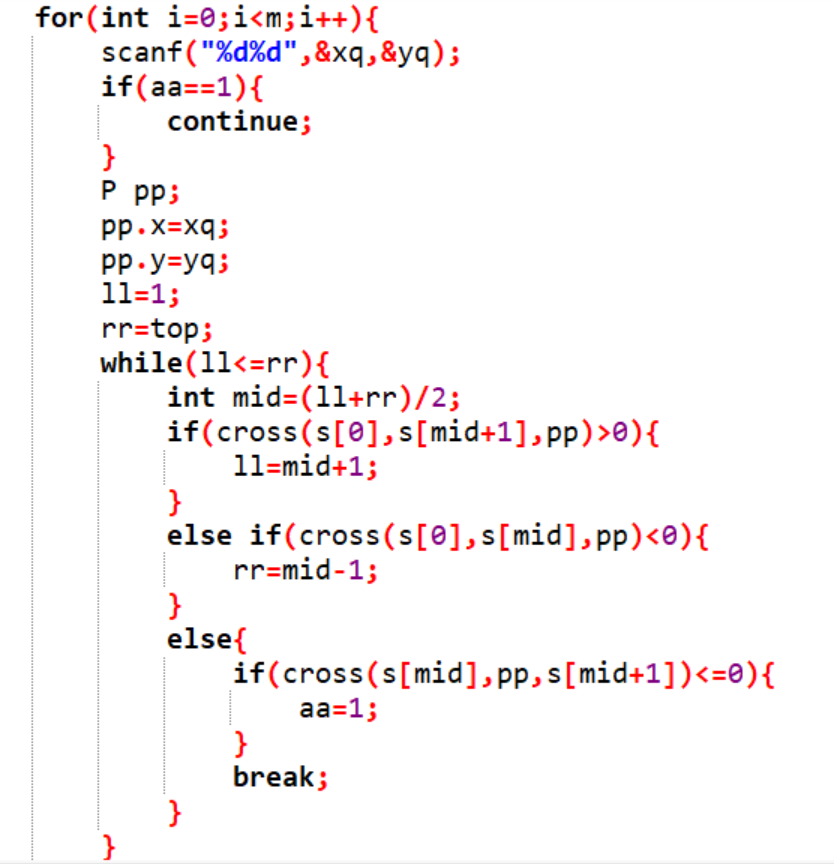 for(int i=0;i<m;i++){
scanf("%d%d",&xq,&yq);
if(aa==1){
continue;
}
P pp;
pp.x=xq;
pp.y=yq;
ll=1;
rr=top;
while(ll<=rr){
int mid=(ll+rr)/2;
if(cross(s[0],s[mid+1],pp)>0){
ll=mid+1;
}
else if(cross(s[0],s[mid],pp)<0){
rr=mid-1;
}
else{
if(cross(s[mid],pp,s[mid+1])<=0){
aa=1;
}
break;
}
}